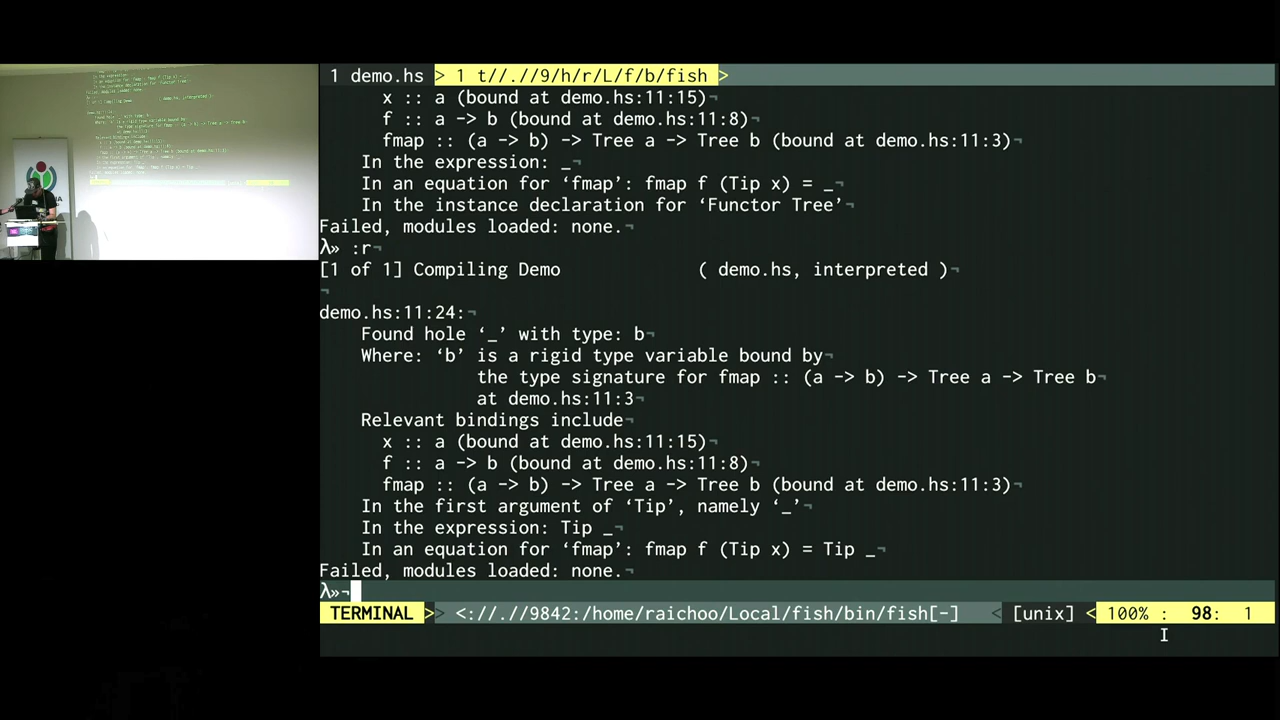 1 demo.hs > 1 t//.//9/h/r/L/f/b/fish >
x :: a (bound at demo.hs:11:15)¬
f :: a -> b (bound at demo.hs:11:8)¬
fmap :: (a -> b) -> Tree a -> Tree b (bound at demo.hs:11:3)¬
In the expression: _¬
In an equation for ‘fmap’: fmap f (Tip x) = _¬
In the instance declaration for ‘Functor Tree’¬
Failed, modules loaded: none.¬
λ» :r¬
[1 of 1] Compiling Demo ( demo.hs, interpreted )¬
¬
demo.hs:11:24:¬
Found hole ‘_’ with type: b¬
Where: ‘b’ is a rigid type variable bound by¬
the type signature for fmap :: (a -> b) -> Tree a -> Tree b¬
at demo.hs:11:3¬
Relevant bindings include¬
x :: a (bound at demo.hs:11:15)¬
f :: a -> b (bound at demo.hs:11:8)¬
fmap :: (a -> b) -> Tree a -> Tree b (bound at demo.hs:11:3)¬
In the first argument of ‘Tip’, namely ‘_’¬
In the expression: Tip _¬
In an equation for ‘fmap’: fmap f (Tip x) = Tip _¬
Failed, modules loaded: none.¬
λ»¬
TERMINAL > > <://.//9842:/home/raichoo/Local/fish/bin/fish[-] < [unix] < 100% : 98: 1